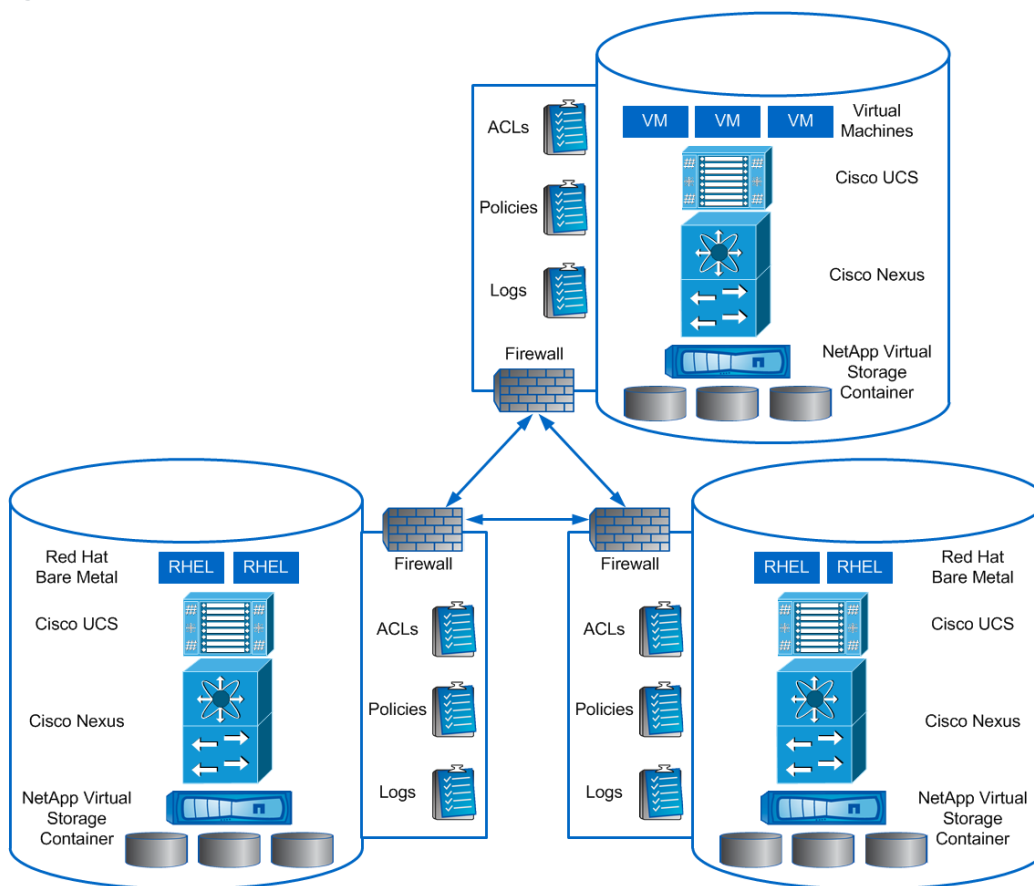 ACLs
Policies
Logs
Firewall
VM VM VM
Virtual
Machines
Cisco UCS
Cisco Nexus
NetApp Virtual
Storage
Container
Red Hat
Bare Metal
RHEL RHEL
Cisco UCS
Cisco Nexus
NetApp Virtual
Storage
Container
Firewall
ACLs
Policies
Logs
Firewall
ACLs
Policies
Logs
RHEL RHEL
Red Hat
Bare Metal
Cisco UCS
Cisco Nexus
NetApp Virtual
Storage
Container